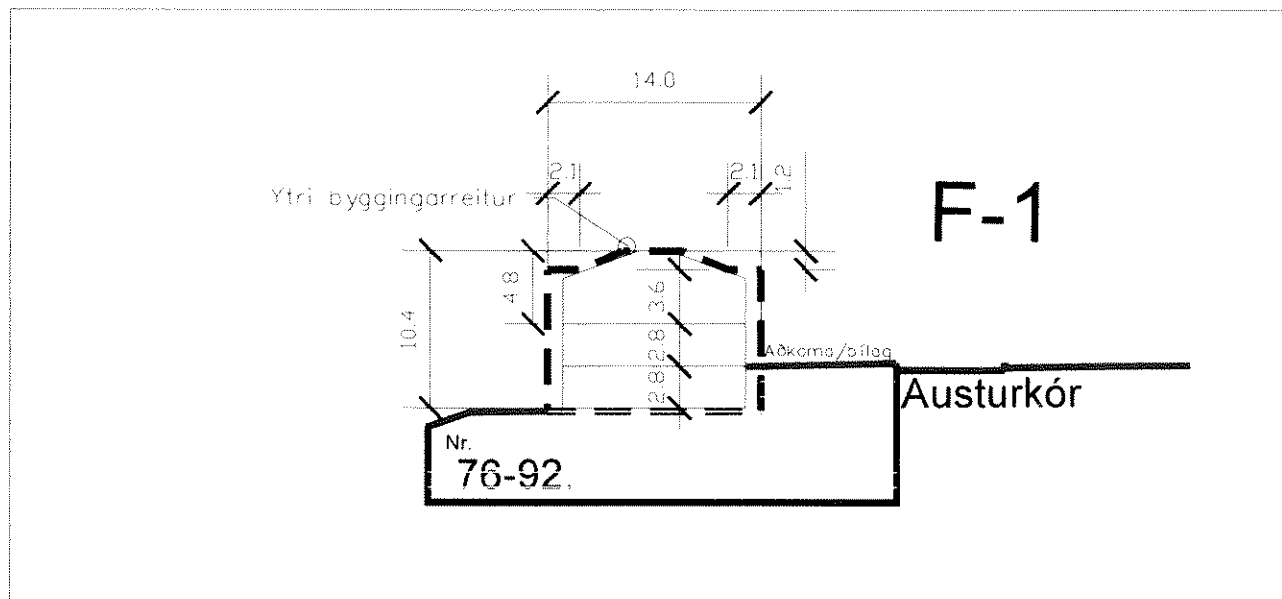 14.0
2.1
2.1
1.2
Ytri byggingarreitur
F-1
4.8
3.6
10.4
2.8
Aðkoma/bílag
2.8
Austurkór
Nr.
76-92.